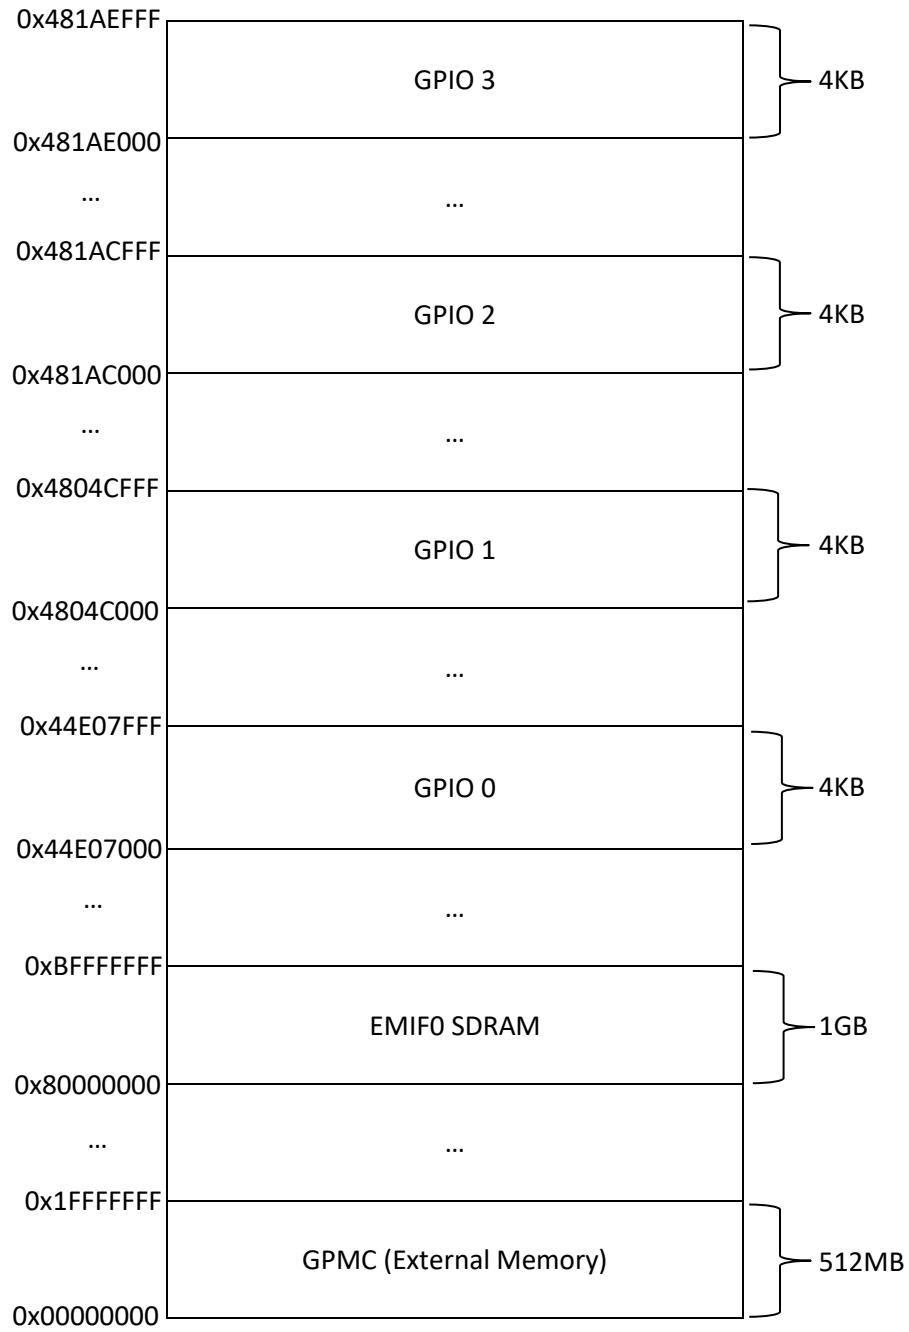 0x481AEFFF
GPIO 3
4KB
0x481AE000
...
...
0x481ACFFF
GPIO 2
4KB
0x481AC000
...
...
0x4804CFFF
GPIO 1
4KB
0x4804C000
...
...
0x44E07FFF
GPIO 0
4KB
0x44E07000
...
...
0xBFFFFFFF
EMIF0 SDRAM
1GB
0x80000000
...
...
0x1FFFFFFF
GPMC (External Memory)
512MB
0x00000000